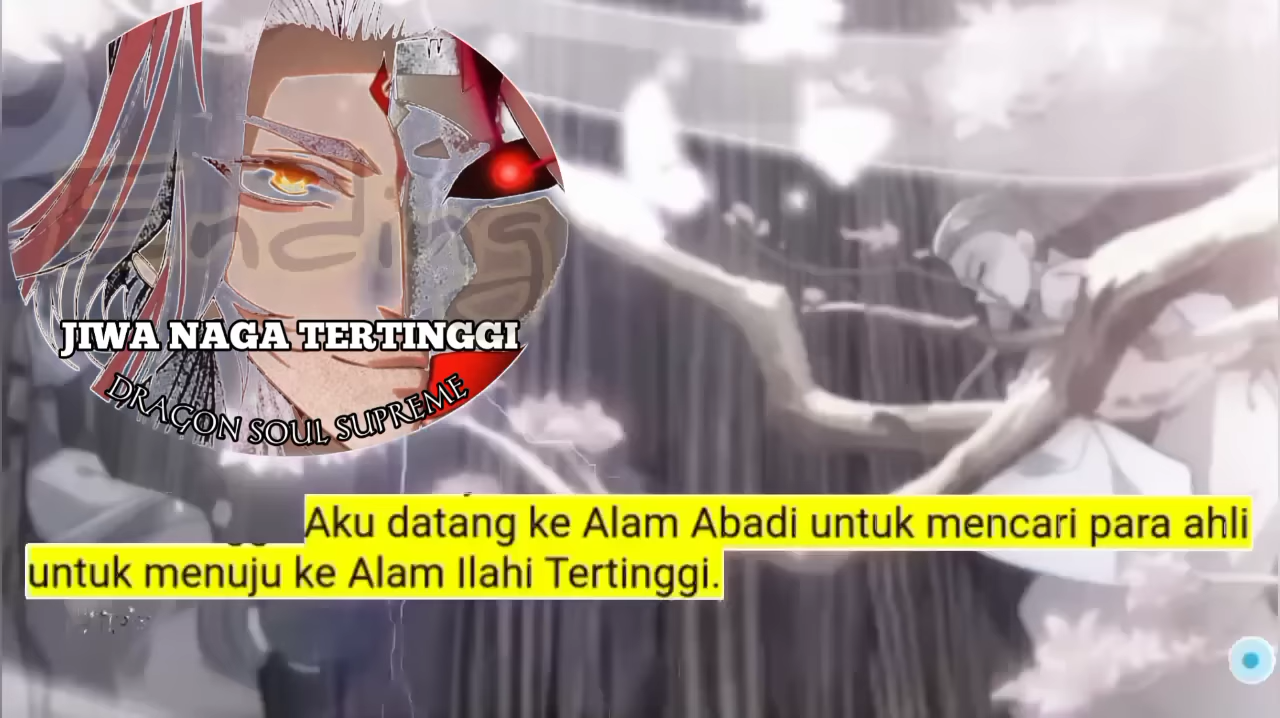 JIWA NAGA TERTINGGI
DRAGON SOUL SUPREME
Aku datang ke Alam Abadi untuk mencari para ahli
untuk menuju ke Alam Ilahi Tertinggi.